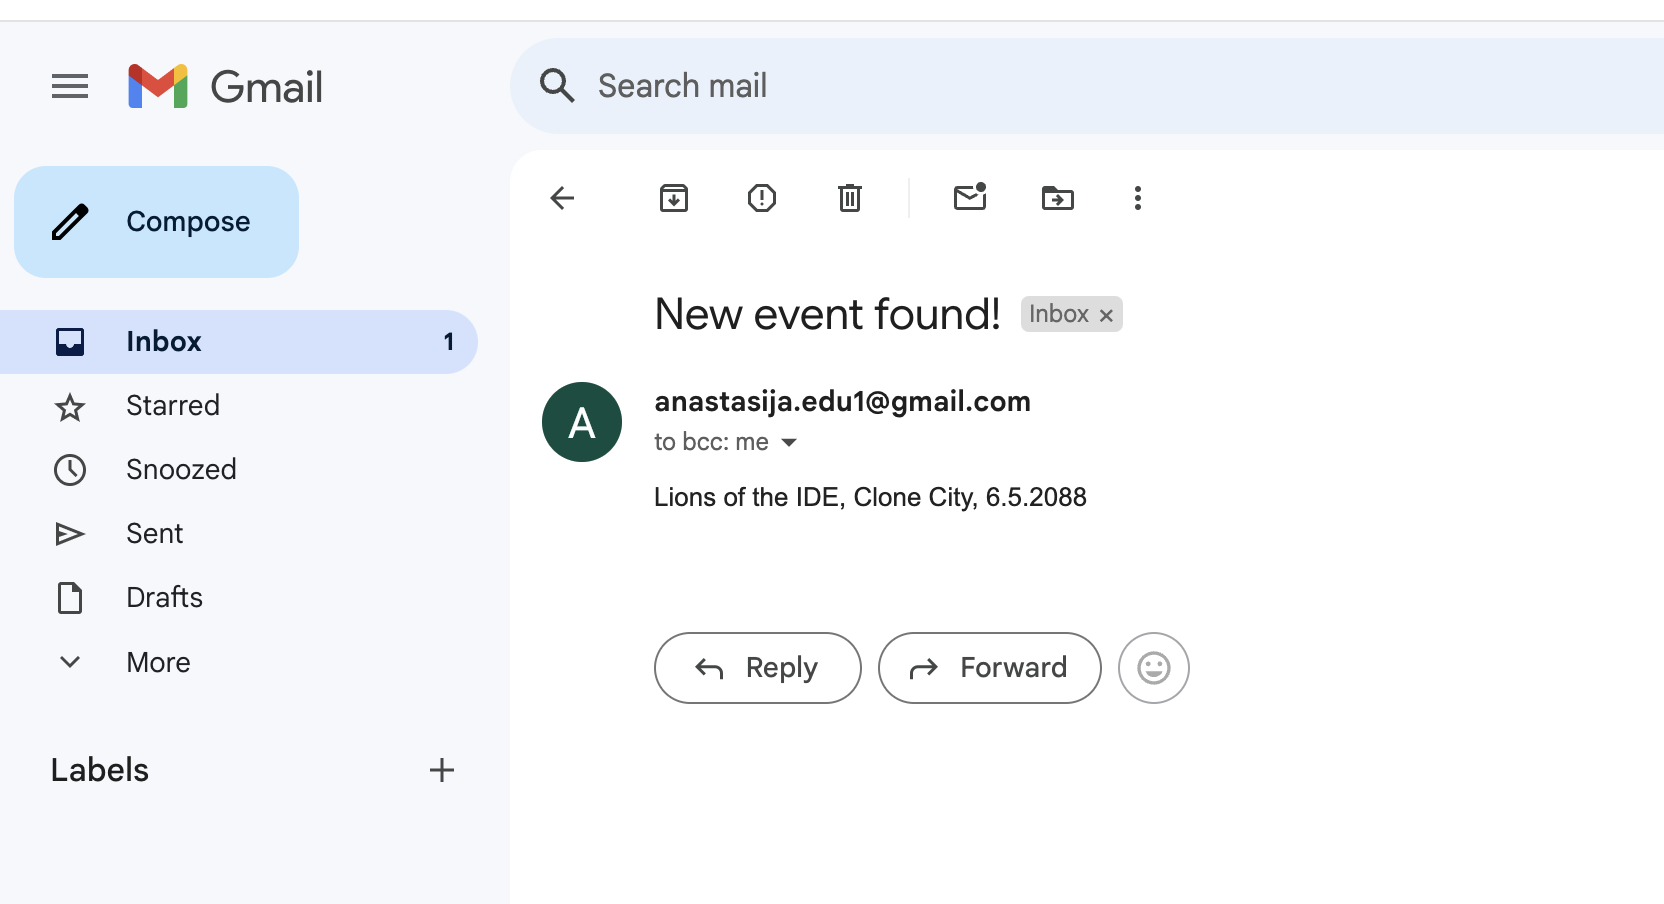 Gmail
Search mail
Compose
Inbox 1
Starred
Snoozed
Sent
Drafts
More
Labels
New event found! Inbox ×
A
anastasija.edu1@gmail.com
to bcc: me
Lions of the IDE, Clone City, 6.5.2088
Reply Forward